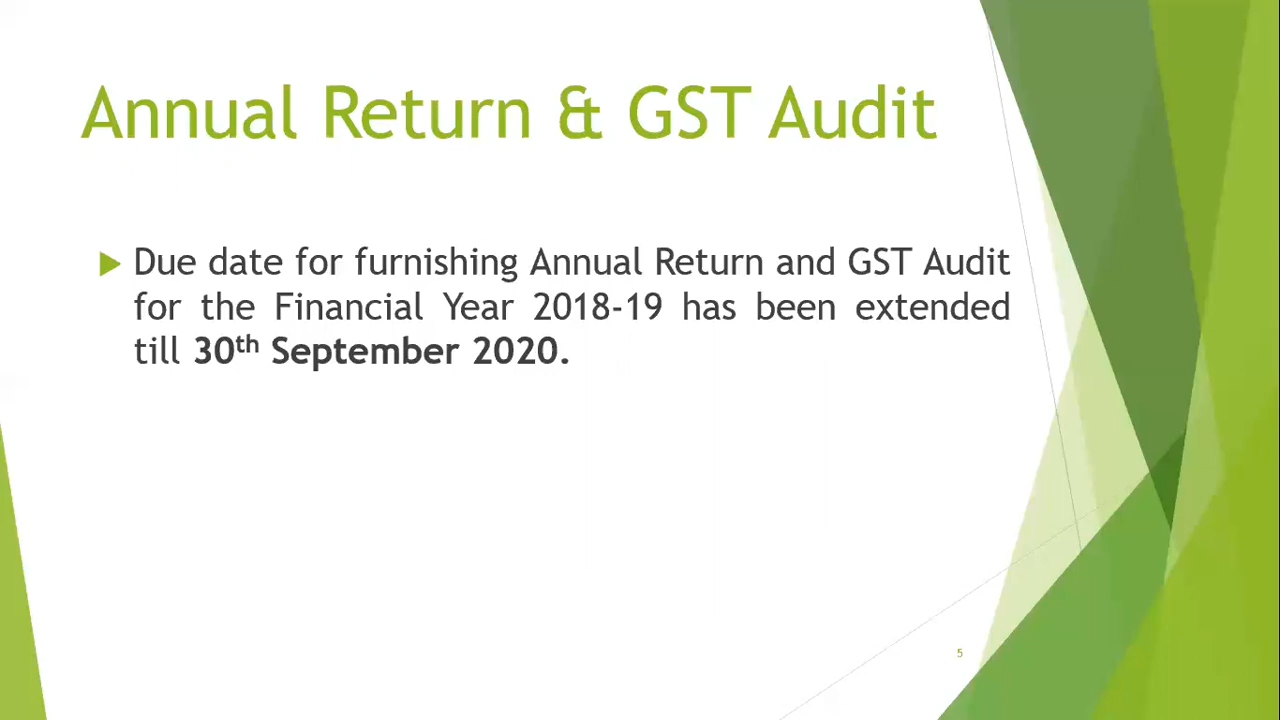 Annual Return & GST Audit
Due date for furnishing Annual Return and GST Audit
for the Financial Year 2018-19 has been extended
till 30th September 2020.
5